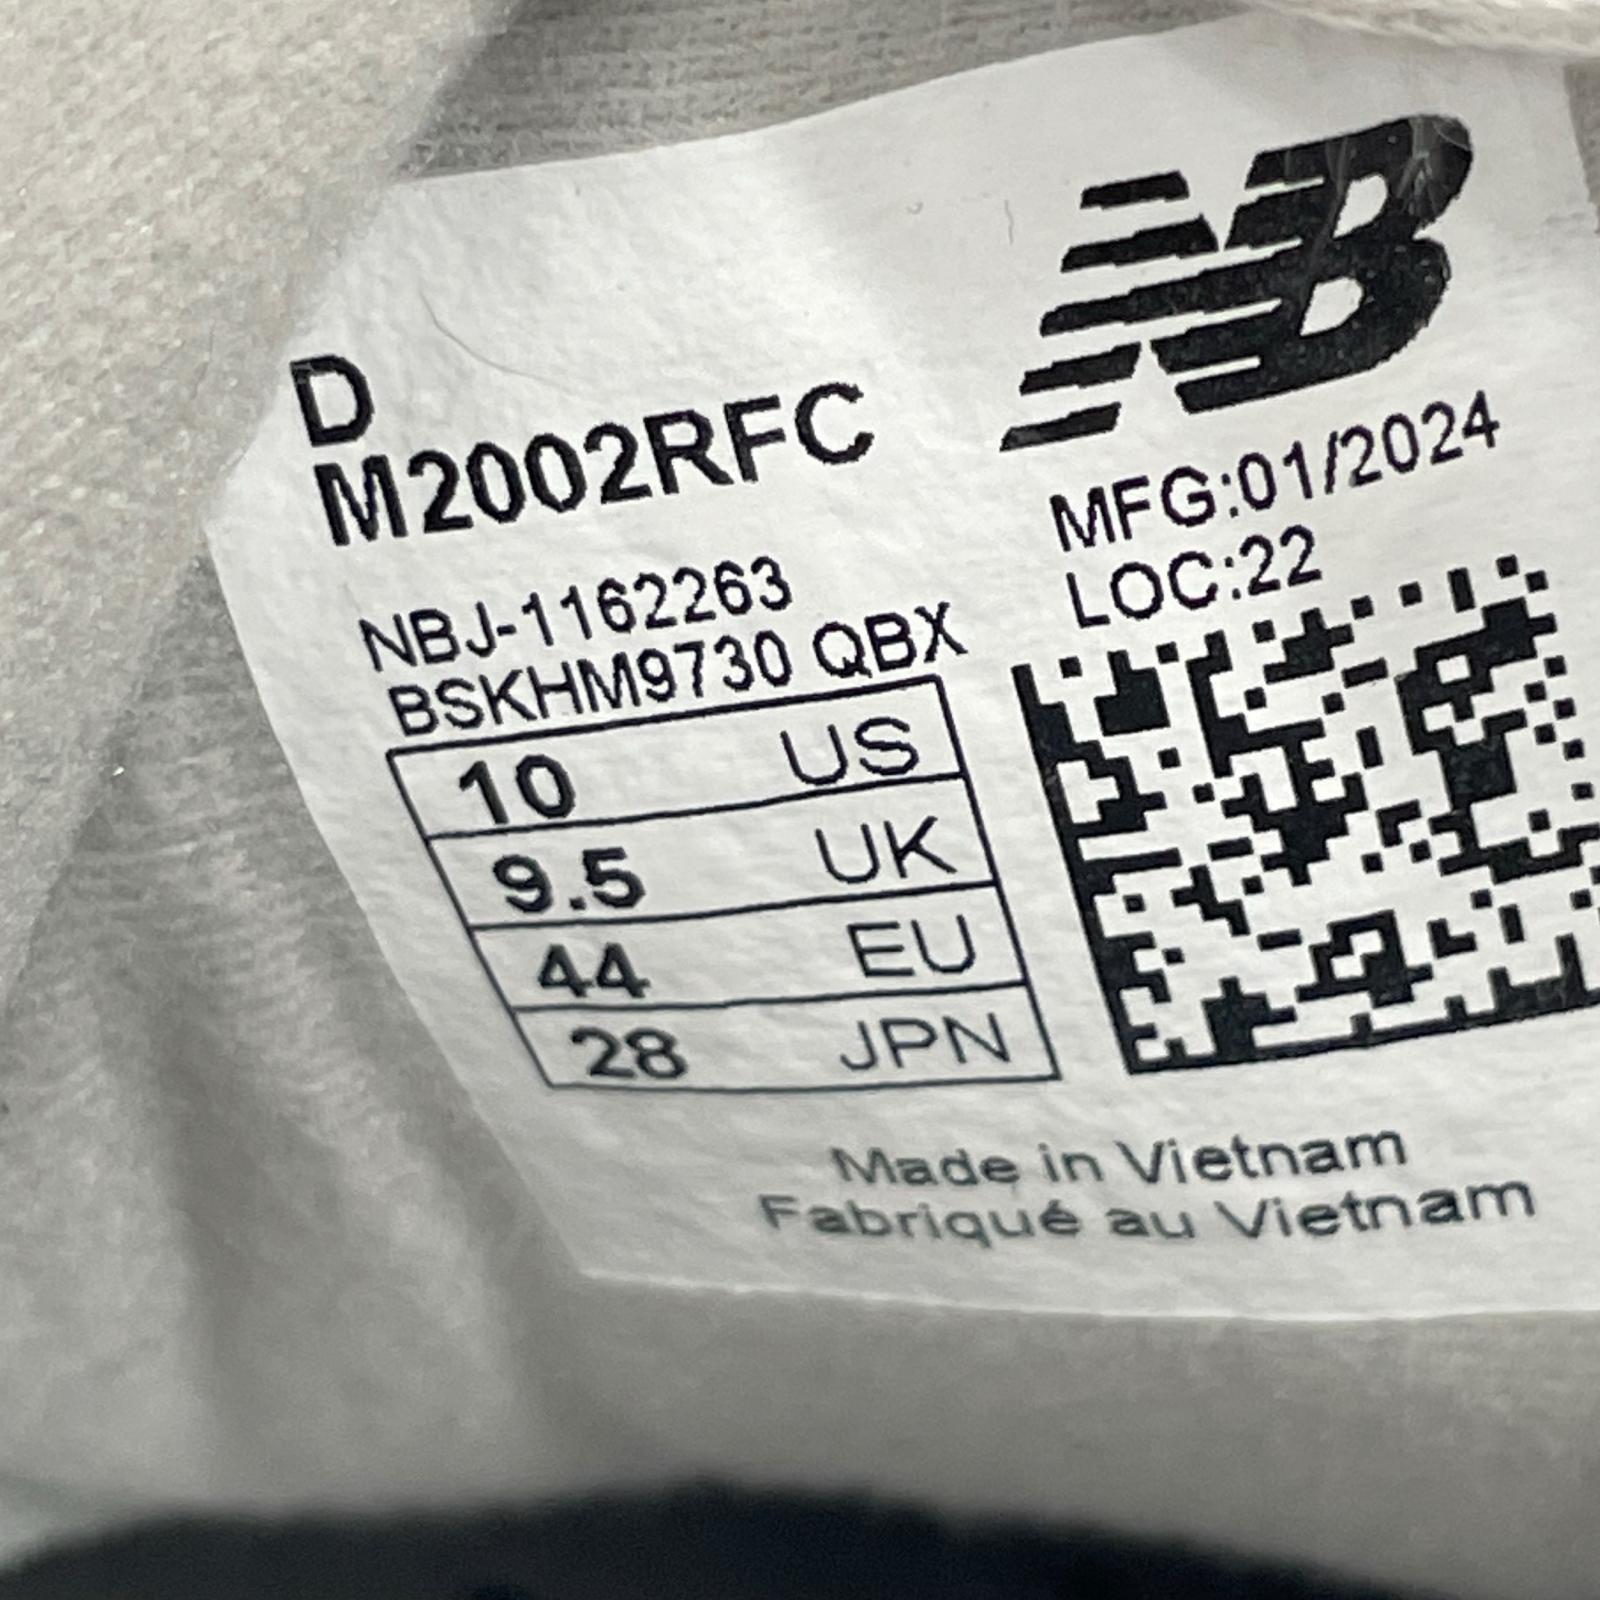 NB
D
M2002RFC
MFG:01/2024
LOC:22
NBJ-1162263
BSKHM9730 QBX
10 US
9.5 UK
44 EU
28 JPN
Made in Vietnam
Fabriqué au Vietnam